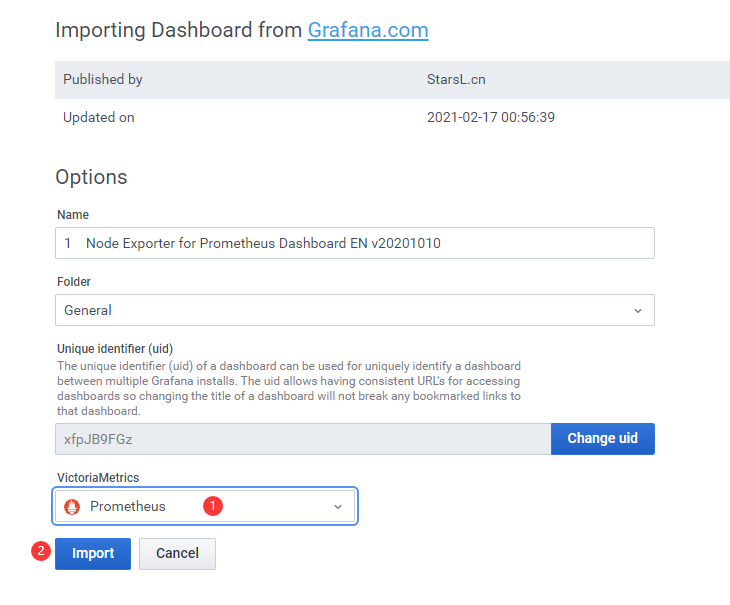 Importing Dashboard from Grafana.com
Published by StarsL.cn
Updated on 2021-02-17 00:56:39
Options
Name
1 Node Exporter for Prometheus Dashboard EN v20201010
Folder
General
Unique identifier (uid)
The unique identifier (uid) of a dashboard can be used for uniquely identify a dashboard
between multiple Grafana installs. The uid allows having consistent URL's for accessing
dashboards so changing the title of a dashboard will not break any bookmarked links to
that dashboard.
xfpJB9FGz Change uid
VictoriaMetrics
Prometheus 1
2 Import Cancel